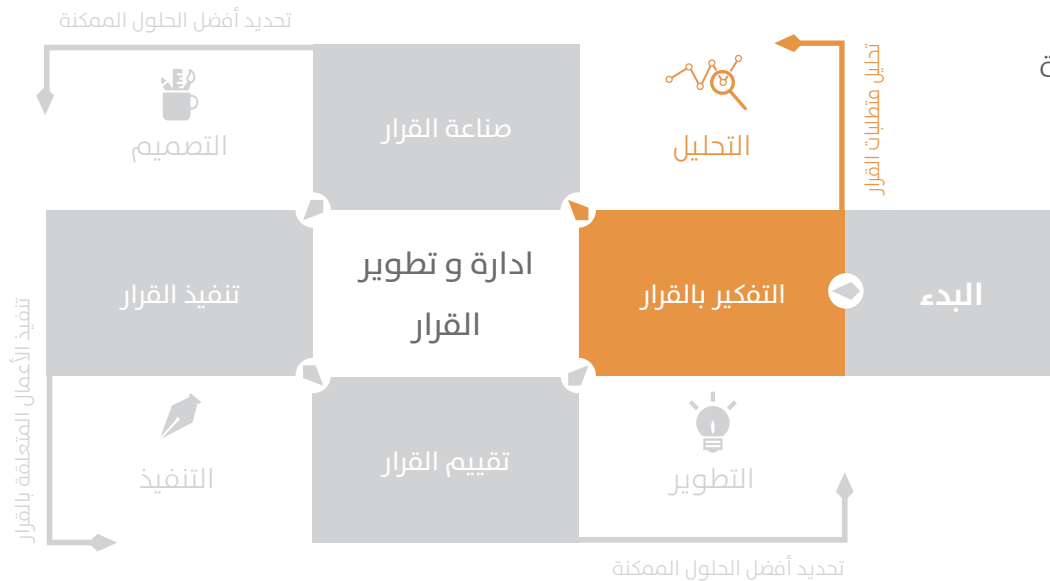 تحديد أفضل الحلول الممكنة
ة
تحليل متطلبات القرار
التحليل
صناعة القرار
التصميم
البدء
التفكير بالقرار
ادارة و تطوير
القرار
تنفيذ القرار
تنفيذ الأعمال المتعلقة بالقرار
التطوير
تقييم القرار
التنفيذ
تحديد أفضل الحلول الممكنة